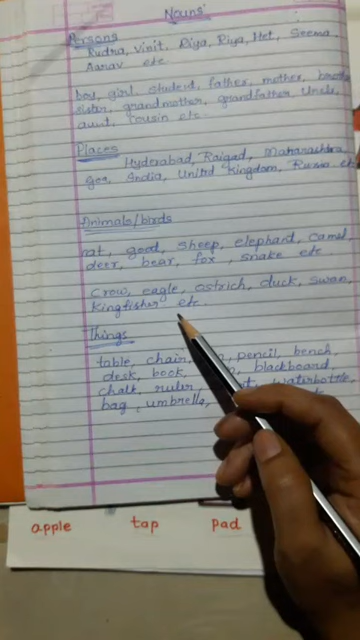 Nouns
Persons
Rudra, Vinit, Riya, Piya, Het, Seema,
Aarav etc
boy, girl, student, father, mother, brother
sister, grandmother, grandfather, Uncle,
aunt, cousin etc.
Places
Hyderabad, Raigad, Maharashtra,
goa, India, United Kingdom, Russia etc
Animals/birds
rat, goad, sheep, elephant, camel
deer, bear, fox, snake etc
crow, eagle, ostrich, duck, swan,
Kingfisher etc.
Things
table, chair, pencil, bench,
desk, book, blackboard,
chalk, ruler, waterbottle,
bag, umbrella,
apple tap pad